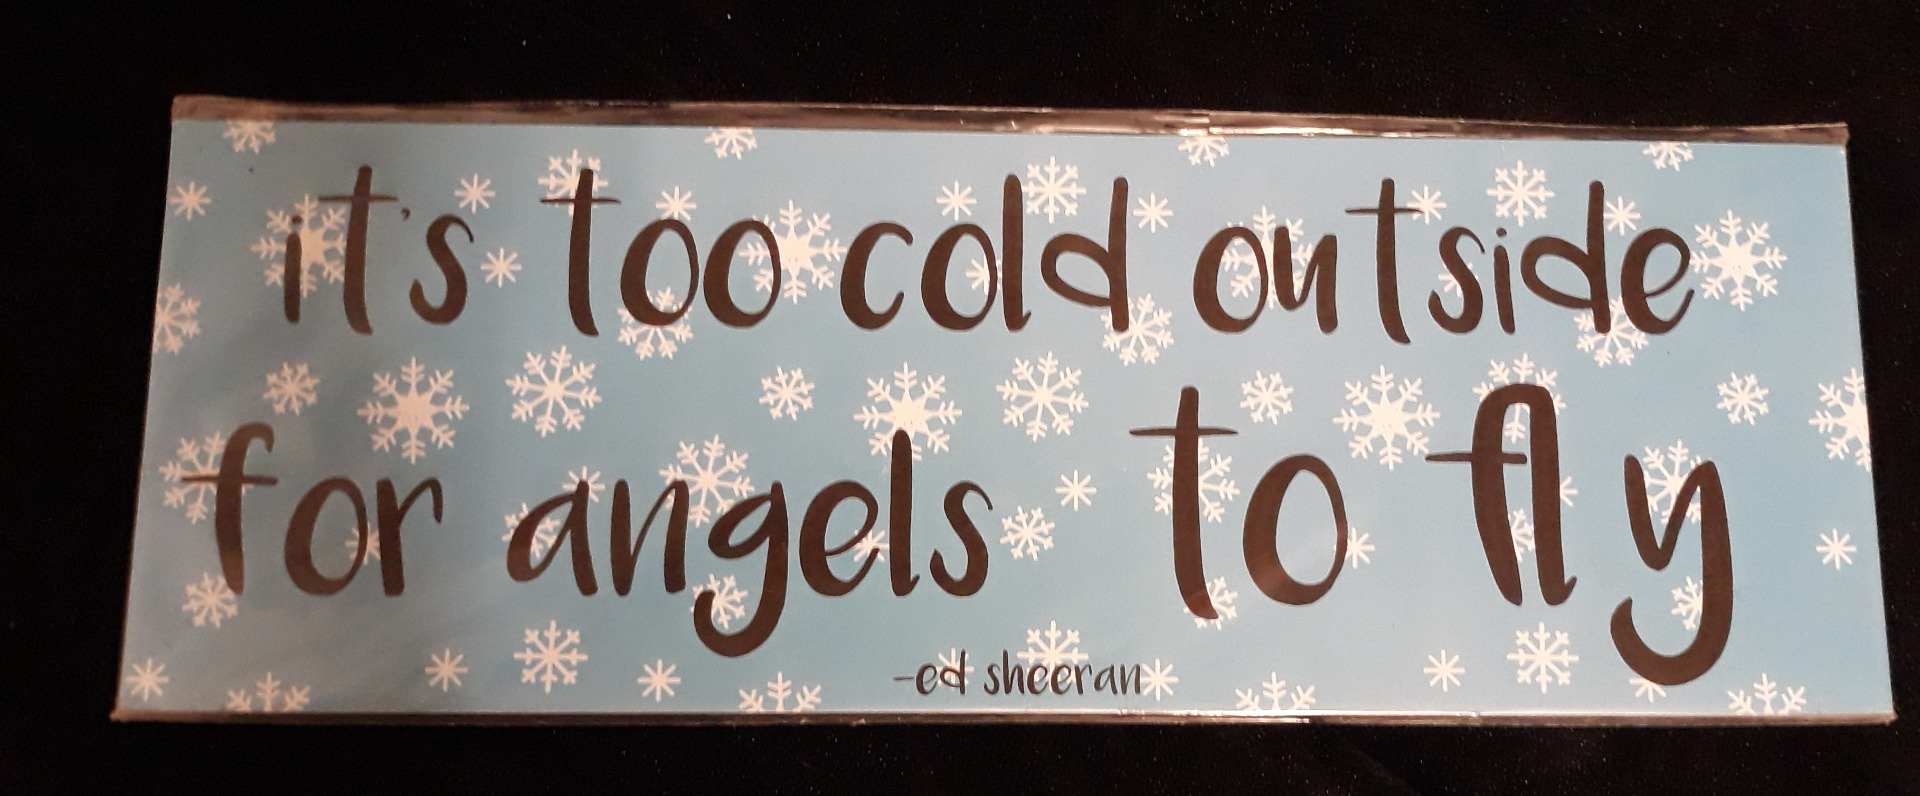 it's too cold outside
for angels to fly
-ed sheeran